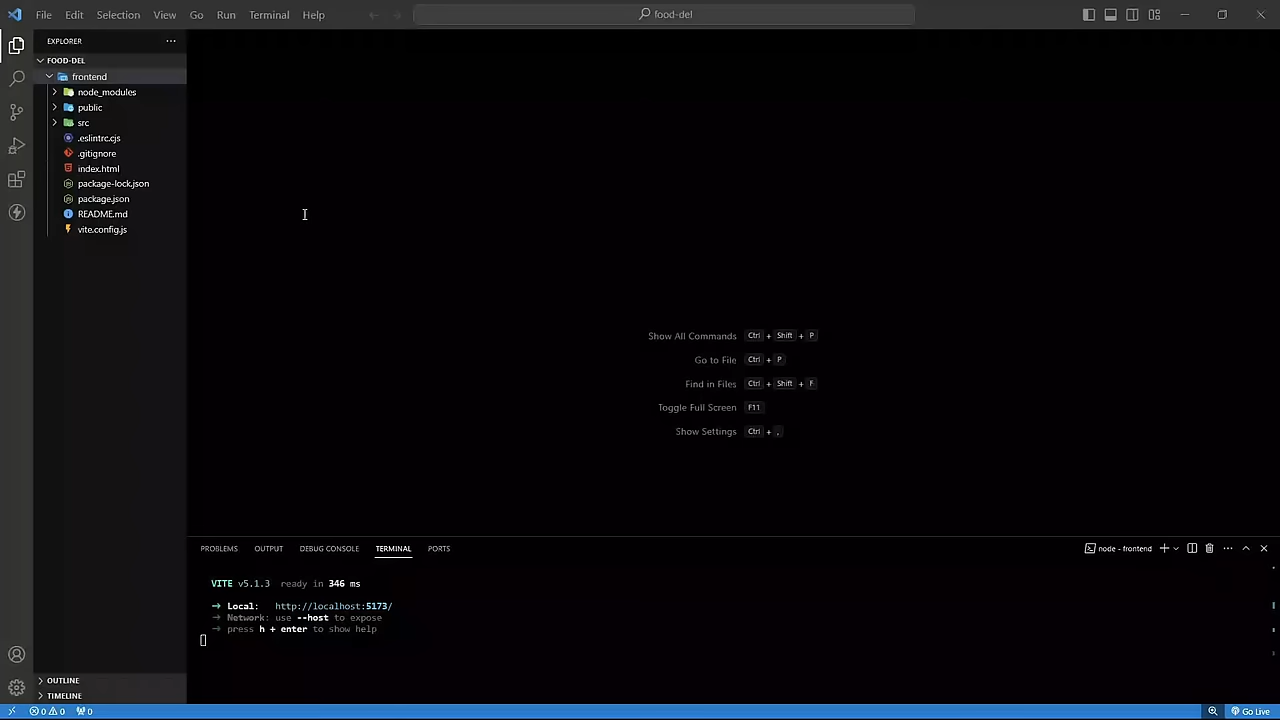 File Edit Selection View Go Run Terminal Help
food-del
EXPLORER
FOOD-DEL
frontend
node_modules
public
src
.eslintrc.cjs
.gitignore
index.html
package-lock.json
package.json
README.md
vite.config.js
Show All Commands Ctrl + Shift + P
Go to File Ctrl + P
Find in Files Ctrl + Shift + F
Toggle Full Screen F11
Show Settings Ctrl + ,
PROBLEMS OUTPUT DEBUG CONSOLE TERMINAL PORTS
node - frontend
VITE v5.1.3 ready in 346 ms
➜ Local: http://localhost:5173/
➜ Network: use --host to expose
➜ press h + enter to show help
OUTLINE
TIMELINE
0 0 0
Go Live